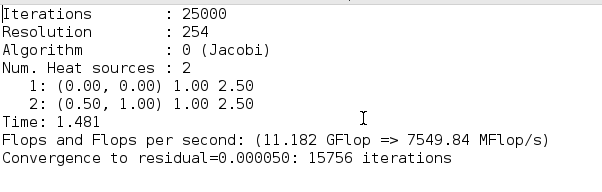 Iterations : 25000
Resolution : 254
Algorithm : 0 (Jacobi)
Num. Heat sources : 2
1: (0.00, 0.00) 1.00 2.50
2: (0.50, 1.00) 1.00 2.50
Time: 1.481
Flops and Flops per second: (11.182 GFlop => 7549.84 MFlop/s)
Convergence to residual=0.000050: 15756 iterations